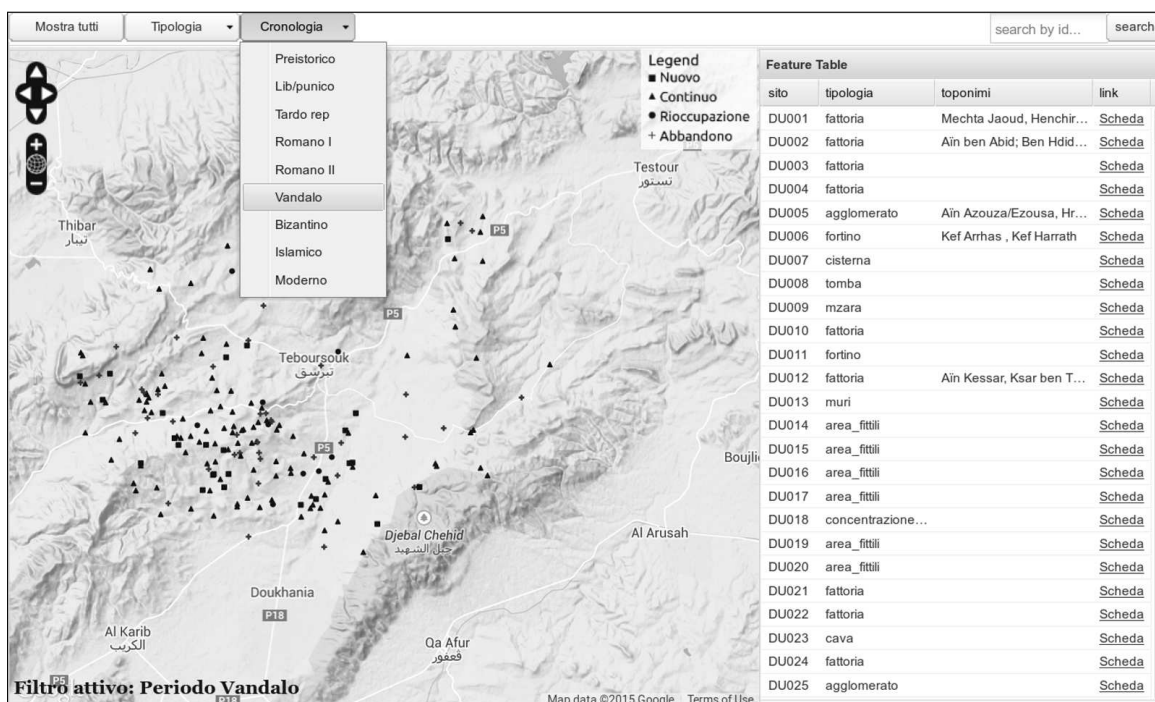 Mostra tutti Tipologia Cronologia search by id... search
Preistorico
Lib/punico
Tardo rep
Romano I
Romano II
Vandalo
Bizantino
Islamico
Moderno
Legend
Nuovo
Continuo
Rioccupazione
Abbandono
Testour
تستور
Thibar
تيبار
P5
P5
Teboursouk
تبرسق
P5
Boujli
Djebal Chehid
جبل الشهيد
Al Arusah
Doukhania
P18
Al Karib
الكريب
Qa Afur
ڨعفور
P5
P18
Filtro attivo: Periodo Vandalo
Map data ©2015 Google Terms of Use
Feature Table
sito tipologia toponimi link
DU001 fattoria Mechta Jaoud, Henchir... Scheda
DU002 fattoria Aïn ben Abid; Ben Hdid... Scheda
DU003 fattoria Scheda
DU004 fattoria Scheda
DU005 agglomerato Aïn Azouza/Ezousa, Hr... Scheda
DU006 fortino Kef Arrhas , Kef Harrath Scheda
DU007 cisterna Scheda
DU008 tomba Scheda
DU009 mzara Scheda
DU010 fattoria Scheda
DU011 fortino Scheda
DU012 fattoria Aïn Kessar, Ksar ben T... Scheda
DU013 muri Scheda
DU014 area_fittili Scheda
DU015 area_fittili Scheda
DU016 area_fittili Scheda
DU017 area_fittili Scheda
DU018 concentrazione... Scheda
DU019 area_fittili Scheda
DU020 area_fittili Scheda
DU021 fattoria Scheda
DU022 fattoria Scheda
DU023 cava Scheda
DU024 fattoria Scheda
DU025 agglomerato Scheda